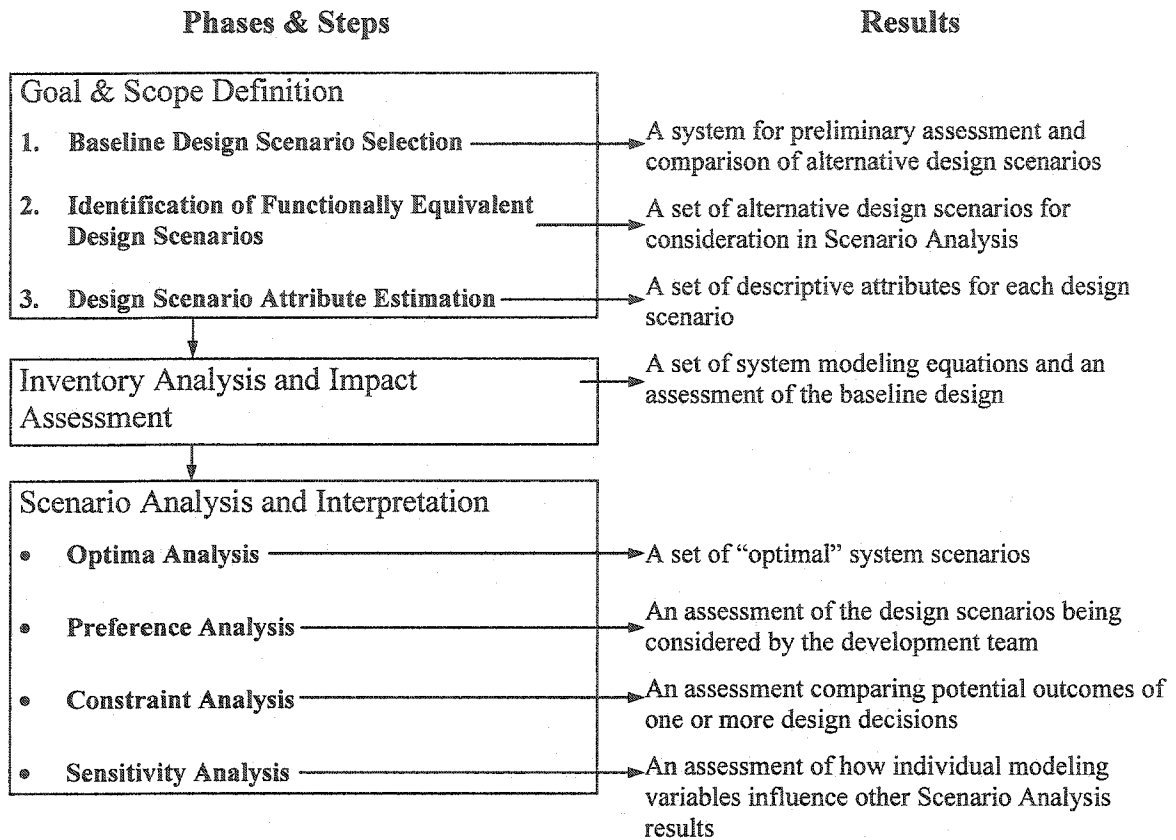 Phases & Steps
Results
Goal & Scope Definition
1. Baseline Design Scenario Selection
A system for preliminary assessment and
comparison of alternative design scenarios
2. Identification of Functionally Equivalent
Design Scenarios
A set of alternative design scenarios for
consideration in Scenario Analysis
3. Design Scenario Attribute Estimation
A set of descriptive attributes for each design
scenario
Inventory Analysis and Impact
Assessment
A set of system modeling equations and an
assessment of the baseline design
Scenario Analysis and Interpretation
• Optima Analysis
A set of “optimal” system scenarios
• Preference Analysis
An assessment of the design scenarios being
considered by the development team
• Constraint Analysis
An assessment comparing potential outcomes of
one or more design decisions
• Sensitivity Analysis
An assessment of how individual modeling
variables influence other Scenario Analysis
results